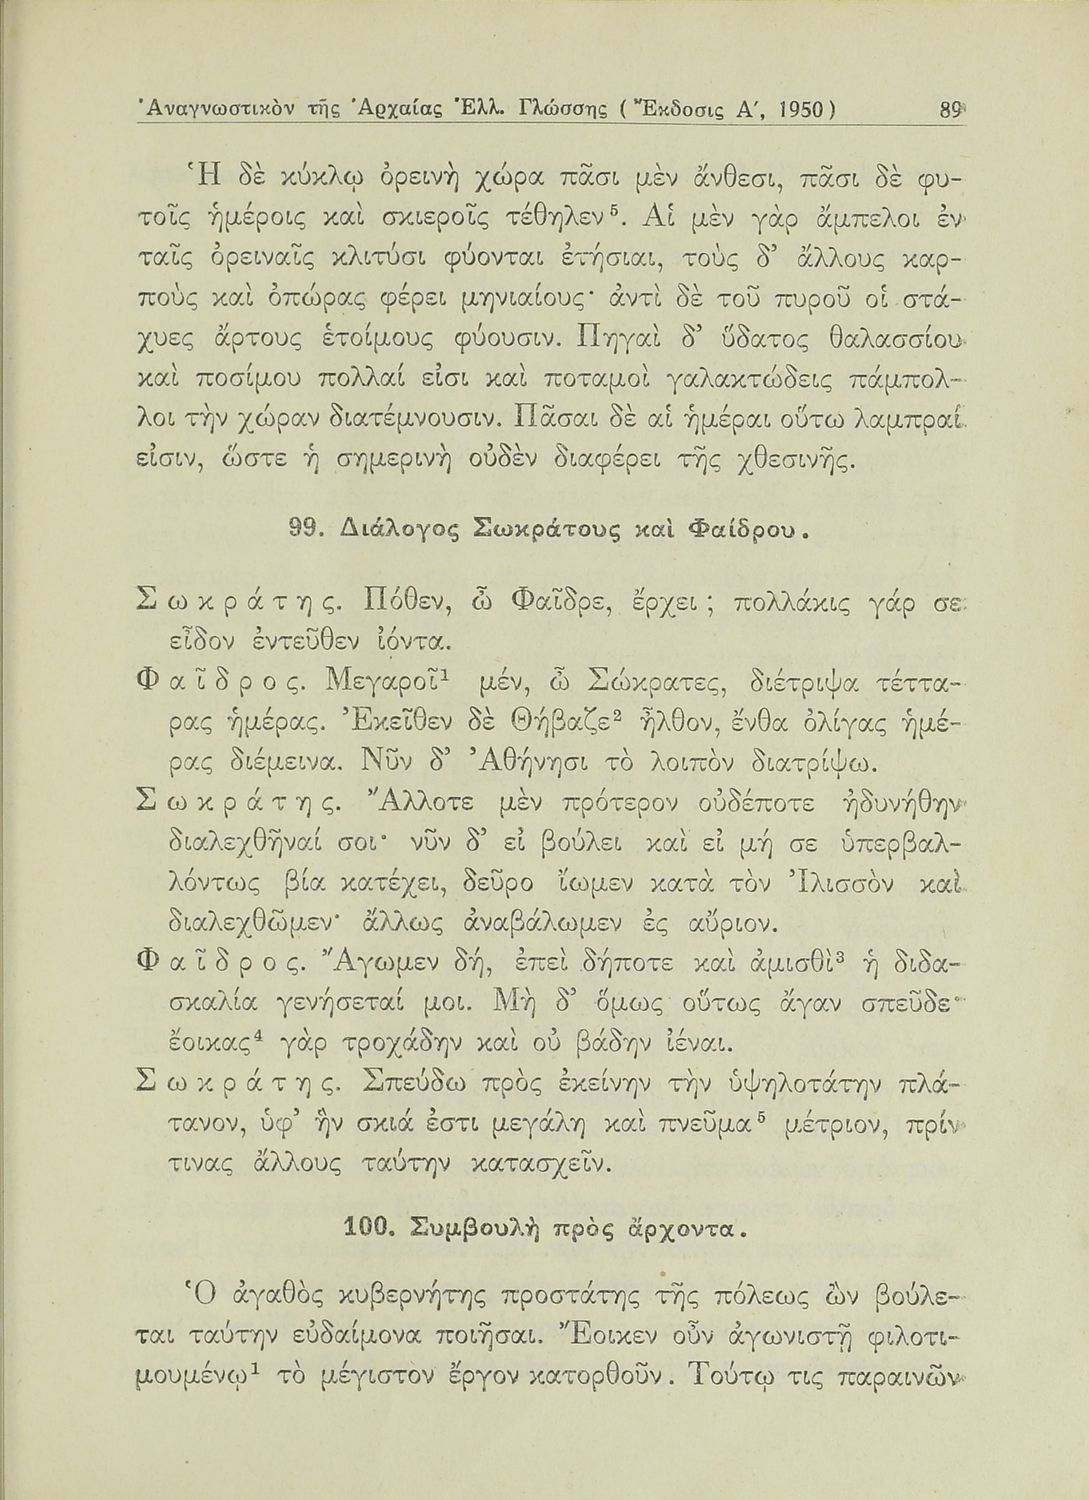 Ἀναγνωστικὸν τῆς Ἀρχαίας Ἑλλ. Γλώσσης ( Ἔκδοσις Α΄, 1950 ) 89
Ἡ δὲ κύκλῳ ὀρεινὴ χώρα πᾶσι μὲν ἄνθεσι, πᾶσι δὲ φυ-
τοῖς ἡμέροις καὶ σκιεροῖς τέθηλεν⁵. Αἱ μὲν γὰρ ἄμπελοι ἐν
ταῖς ὀρειναῖς κλιτύσι φύονται ἐτήσιαι, τοὺς δ’ ἄλλους καρ-
ποὺς καὶ ὀπώρας φέρει μηνιαίους· ἀντὶ δὲ τοῦ πυροῦ οἱ στά-
χυες ἄρτους ἑτοίμους φύουσιν. Πηγαὶ δ’ ὕδατος θαλασσίου
καὶ ποσίμου πολλαί εἰσι καὶ ποταμοὶ γαλακτώδεις πάμπολ-
λοι τὴν χώραν διατέμνουσιν. Πᾶσαι δὲ αἱ ἡμέραι οὕτω λαμπραί
εἰσιν, ὥστε ἡ σημερινὴ οὐδὲν διαφέρει τῆς χθεσινῆς.
99. Διάλογος Σωκράτους καὶ Φαίδρου.
Σωκράτης. Πόθεν, ὦ Φαῖδρε, ἔρχει ; πολλάκις γάρ σε
εἶδον ἐντεῦθεν ἰόντα.
Φαῖδρος. Μεγαροῖ¹ μέν, ὦ Σώκρατες, διέτριψα τέττα-
ρας ἡμέρας. Ἐκεῖθεν δὲ Θήβαζε² ἦλθον, ἔνθα ὀλίγας ἡμέ-
ρας διέμεινα. Νῦν δ’ Ἀθήνησι τὸ λοιπὸν διατρίψω.
Σωκράτης. Ἄλλοτε μὲν πρότερον οὐδέποτε ἠδυνήθην
διαλεχθῆναί σοι· νῦν δ’ εἰ βούλει καὶ εἰ μή σε ὑπερβαλ-
λόντως βία κατέχει, δεῦρο ἴωμεν κατὰ τὸν Ἰλισσὸν καὶ
διαλεχθῶμεν· ἄλλως ἀναβάλωμεν ἐς αὔριον.
Φαῖδρος. Ἄγωμεν δή, ἐπεὶ δήποτε καὶ ἀμισθὶ³ ἡ διδα-
σκαλία γενήσεταί μοι. Μὴ δ’ ὅμως οὕτως ἄγαν σπεῦδε·
ἔοικας⁴ γὰρ τροχάδην καὶ οὐ βάδην ἰέναι.
Σωκράτης. Σπεύδω πρὸς ἐκείνην τὴν ὑψηλοτάτην πλά-
τανον, ὑφ’ ἣν σκιά ἐστι μεγάλη καὶ πνεῦμα⁵ μέτριον, πρίν
τινας ἄλλους ταύτην κατασχεῖν.
100. Συμβουλὴ πρὸς ἄρχοντα.
Ὁ ἀγαθὸς κυβερνήτης προστάτης τῆς πόλεως ὢν βούλε-
ται ταύτην εὐδαίμονα ποιῆσαι. Ἔοικεν οὖν ἀγωνιστῇ φιλοτι-
μουμένῳ¹ τὸ μέγιστον ἔργον κατορθοῦν. Τούτῳ τις παραινῶν